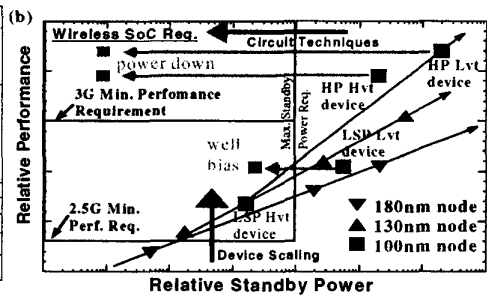 (b)
Wireless SoC Req.
Circuit Techniques
power down
HP Lvt
device
HP Hvt
device
3G Min. Perfomance
Requirement
Max. Standby
Power Req.
LSP Lvt
device
well
bias
2.5G Min.
Perf. Req.
LSP Hvt
device
Device Scaling
180nm node
130nm node
100nm node
Relative Performance
Relative Standby Power